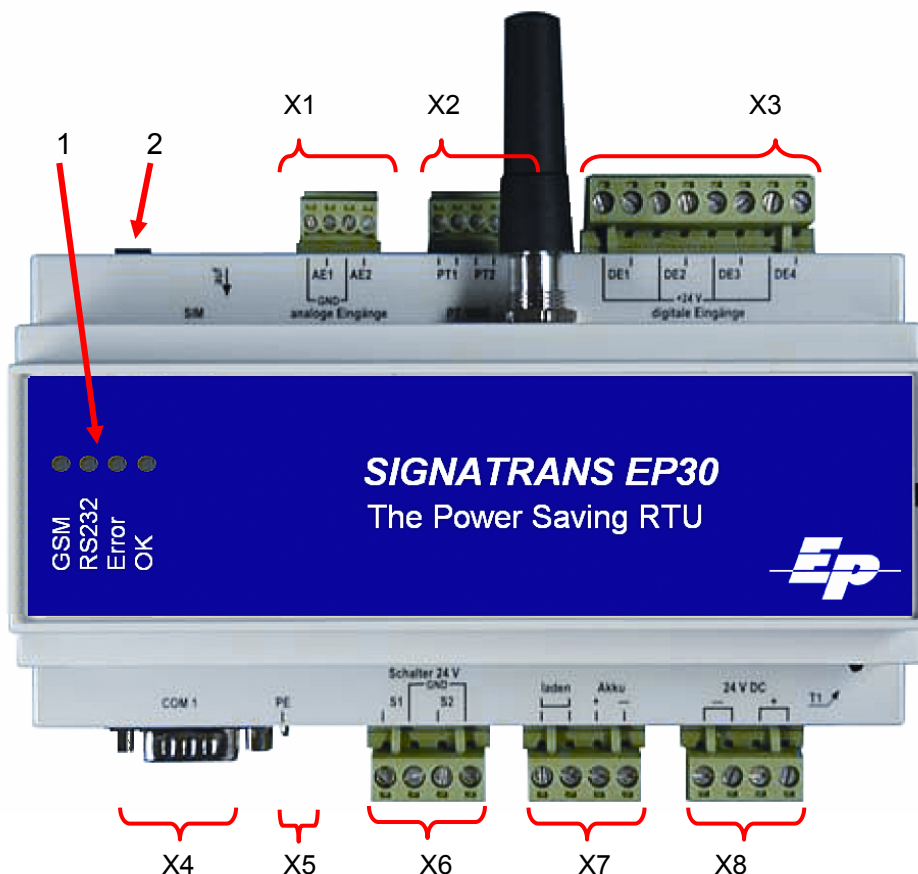 X1 X2 X3
1 2
AE1 AE2 PT1 PT2 DE1 DE2 DE3 DE4
auf
GND +24 V
SIM analoge Eingänge digitale Eingänge
SIGNATRANS EP30
The Power Saving RTU
GSM
RS232
Error
OK
Ep
Schalter 24 V
GND laden Akku 24 V DC
COM 1 PE S1 S2 + – – + T1
X4 X5 X6 X7 X8